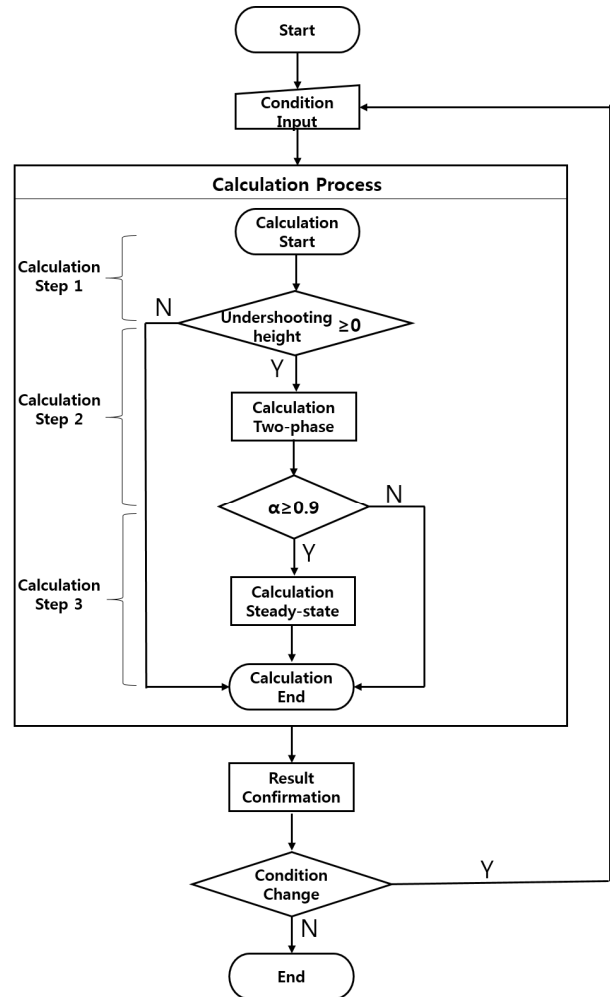 Start
Condition
Input
Calculation Process
Calculation
Start
Calculation
Step 1
N
Undershooting
height
≥0
Y
Calculation
Step 2
Calculation
Two-phase
α≥0.9
N
Y
Calculation
Step 3
Calculation
Steady-state
Calculation
End
Result
Confirmation
Condition
Change
Y
N
End